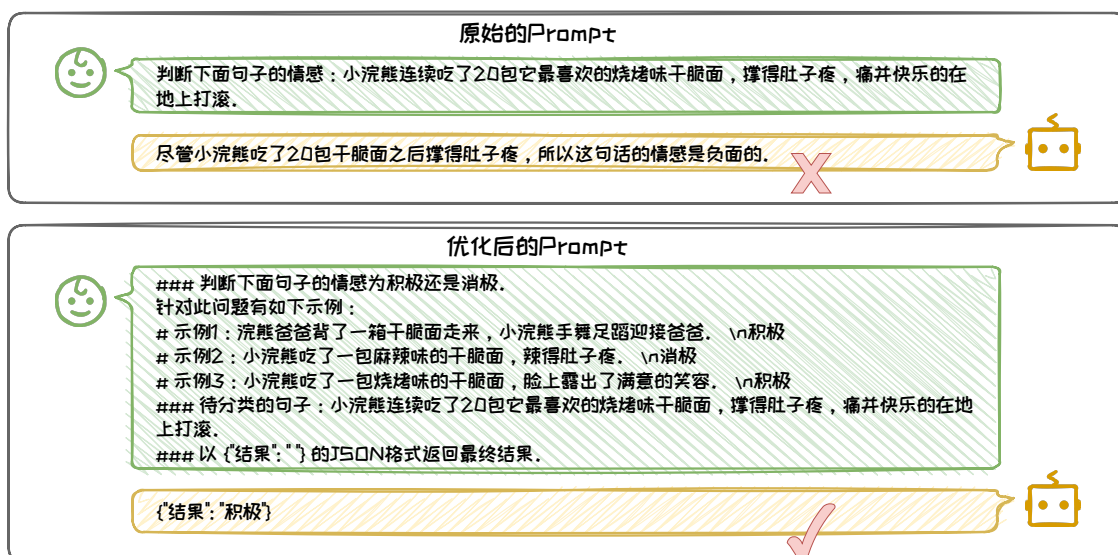 原始的Prompt
判断下面句子的情感：小浣熊连续吃了20包它最喜欢的烧烤味干脆面，撑得肚子疼，痛并快乐的在
地上打滚．
尽管小浣熊吃了20包干脆面之后撑得肚子疼，所以这句话的情感是负面的．
优化后的Prompt
### 判断下面句子的情感为积极还是消极．
针对此问题有如下示例：
# 示例1：浣熊爸爸背了一箱干脆面走来，小浣熊手舞足蹈迎接爸爸． \n积极
# 示例2：小浣熊吃了一包麻辣味的干脆面，辣得肚子疼． \n消极
# 示例3：小浣熊吃了一包烧烤味的干脆面，脸上露出了满意的笑容． \n积极
### 待分类的句子：小浣熊连续吃了20包它最喜欢的烧烤味干脆面，撑得肚子疼，痛并快乐的在地
上打滚．
### 以 {"结果": " "} 的JSON格式返回最终结果．
{"结果": "积极"}